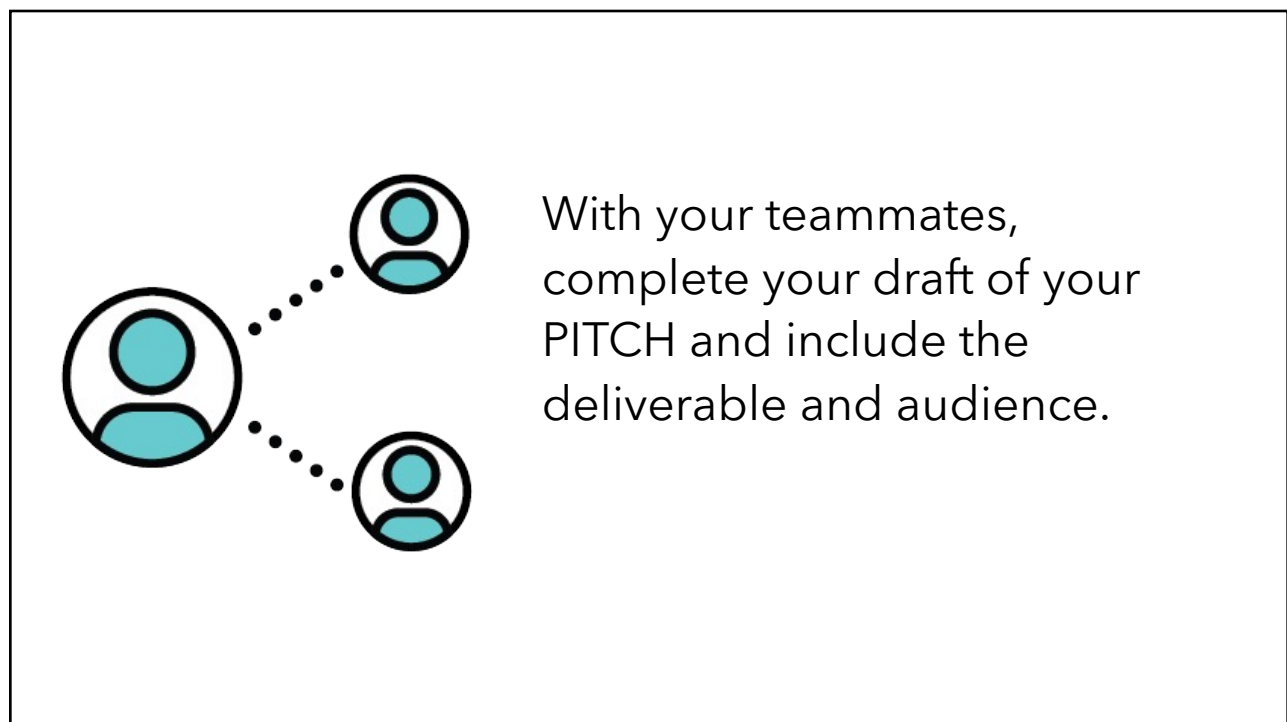 With your teammates,
complete your draft of your
PITCH and include the
deliverable and audience.